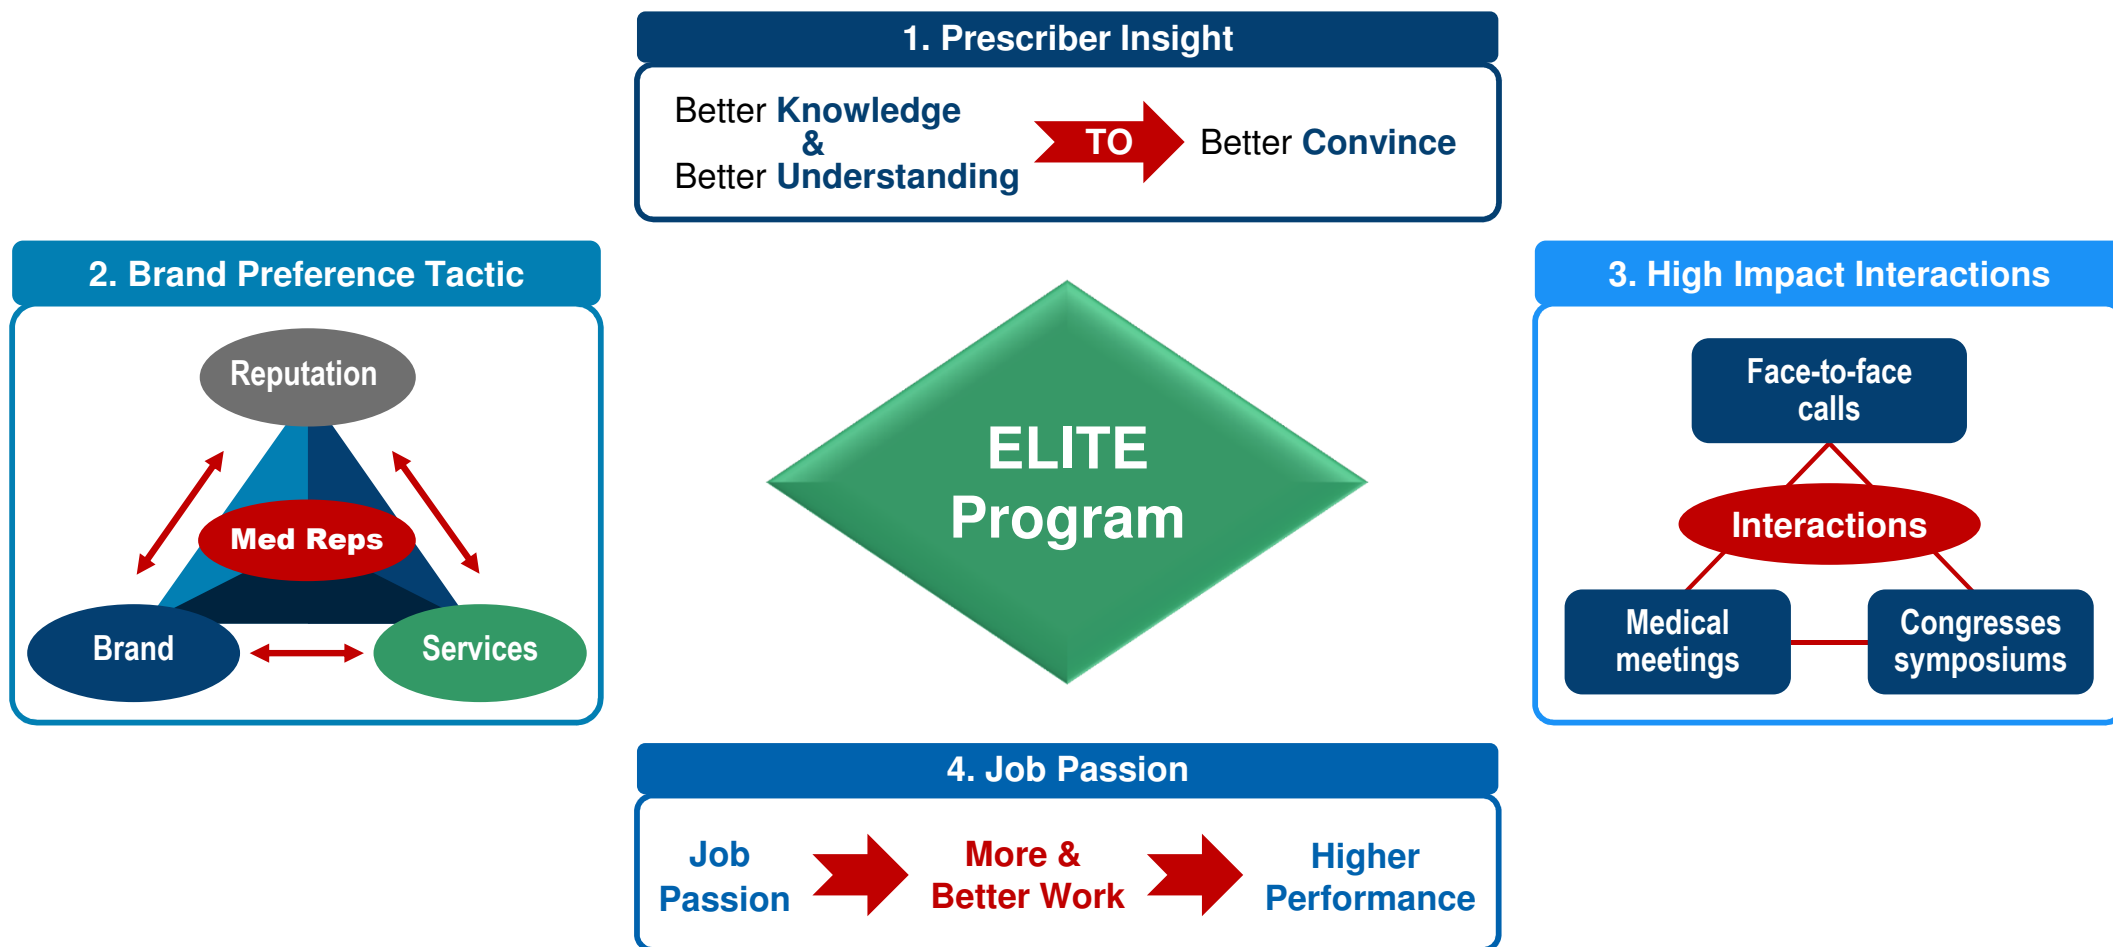 1. Prescriber Insight
Better Knowledge
&
Better Understanding
TO
Better Convince
2. Brand Preference Tactic
Reputation
Med Reps
Brand
Services
ELITE
Program
3. High Impact Interactions
Face-to-face
calls
Interactions
Medical
meetings
Congresses
symposiums
4. Job Passion
Job
Passion
More &
Better Work
Higher
Performance